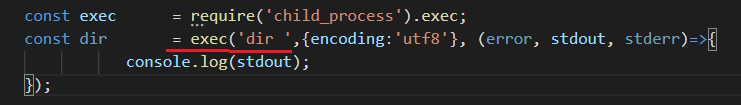 const exec = require('child_process').exec;
const dir = exec('dir ',{encoding:'utf8'}, (error, stdout, stderr)=>{
console.log(stdout);
});